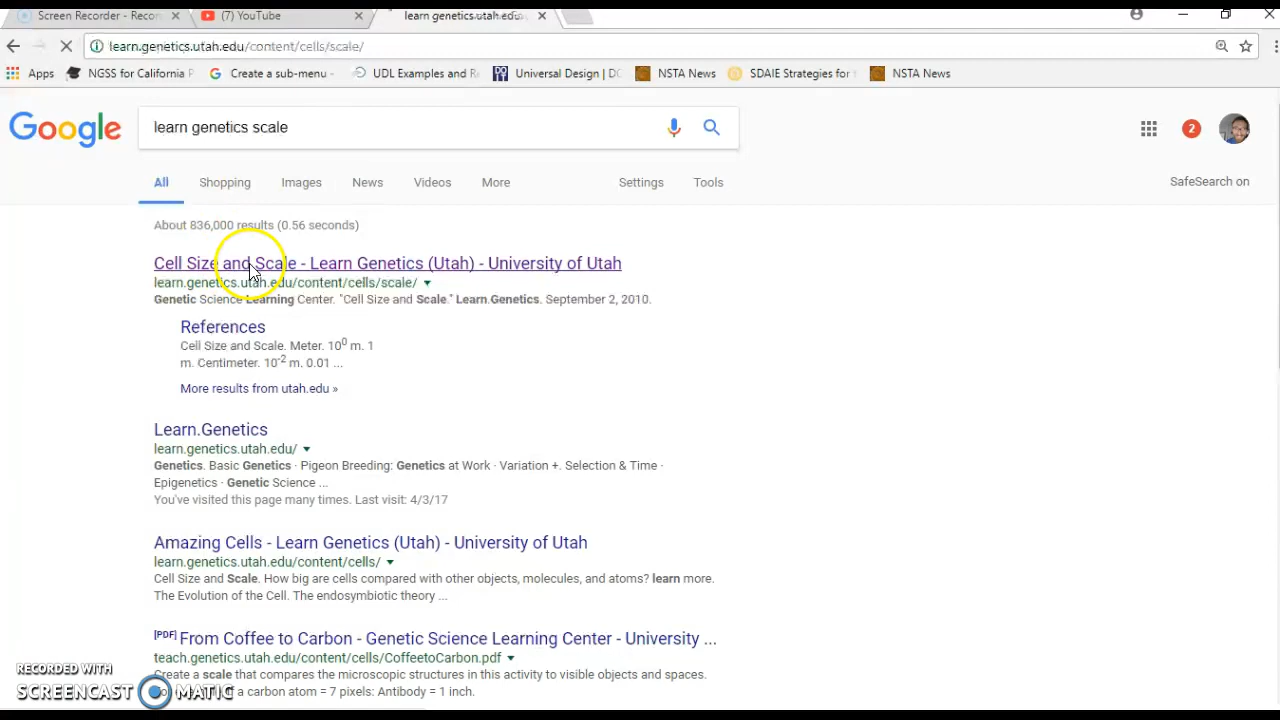 Screen Recorder - Recor
(7) YouTube
learn.genetics.utah.edu/
learn.genetics.utah.edu/content/cells/scale/
Apps
NGSS for California P
Create a sub-menu -
UDL Examples and R
Universal Design | DO
NSTA News
SDAIE Strategies for
NSTA News
Google
learn genetics scale
2
All
Shopping
Images
News
Videos
More
Settings
Tools
SafeSearch on
About 836,000 results (0.56 seconds)
Cell Size and Scale - Learn Genetics (Utah) - University of Utah
learn.genetics.utah.edu/content/cells/scale/
Genetic Science Learning Center. "Cell Size and Scale." Learn.Genetics. September 2, 2010.
References
Cell Size and Scale. Meter. 10⁰ m. 1
m. Centimeter. 10⁻² m. 0.01 ...
More results from utah.edu »
Learn.Genetics
learn.genetics.utah.edu/
Genetics. Basic Genetics · Pigeon Breeding: Genetics at Work · Variation +. Selection & Time ·
Epigenetics · Genetic Science ...
You've visited this page many times. Last visit: 4/3/17
Amazing Cells - Learn Genetics (Utah) - University of Utah
learn.genetics.utah.edu/content/cells/
Cell Size and Scale. How big are cells compared with other objects, molecules, and atoms? learn more.
The Evolution of the Cell. The endosymbiotic theory ...
[PDF] From Coffee to Carbon - Genetic Science Learning Center - University ...
teach.genetics.utah.edu/content/cells/CoffeetoCarbon.pdf
Create a scale that compares the microscopic structures in this activity to visible objects and spaces.
of a carbon atom = 7 pixels: Antibody = 1 inch.
RECORDED WITH
SCREENCAST MATIC